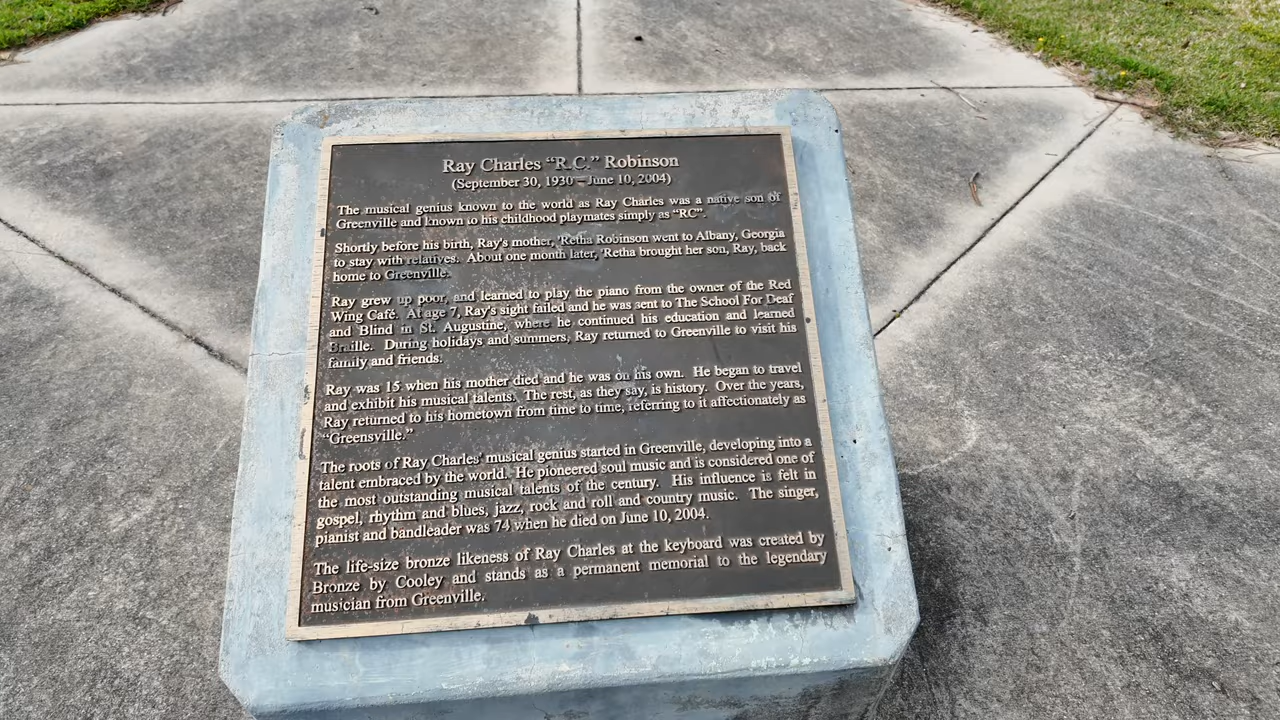 Ray Charles “R.C.” Robinson
(September 30, 1930 – June 10, 2004)
The musical genius known to the world as Ray Charles was a native son of
Greenville and known to his childhood playmates simply as “RC”.
Shortly before his birth, Ray's mother, 'Retha Robinson went to Albany, Georgia
to stay with relatives. About one month later, 'Retha brought her son, Ray, back
home to Greenville.
Ray grew up poor, and learned to play the piano from the owner of the Red
Wing Café. At age 7, Ray's sight failed and he was sent to The School For Deaf
and Blind in St. Augustine, where he continued his education and learned
Braille. During holidays and summers, Ray returned to Greenville to visit his
family and friends.
Ray was 15 when his mother died and he was on his own. He began to travel
and exhibit his musical talents. The rest, as they say, is history. Over the years,
Ray returned to his hometown from time to time, referring to it affectionately as
“Greensville.”
The roots of Ray Charles' musical genius started in Greenville, developing into a
talent embraced by the world. He pioneered soul music and is considered one of
the most outstanding musical talents of the century. His influence is felt in
gospel, rhythm and blues, jazz, rock and roll and country music. The singer,
pianist and bandleader was 74 when he died on June 10, 2004.
The life-size bronze likeness of Ray Charles at the keyboard was created by
Bronze by Cooley and stands as a permanent memorial to the legendary
musician from Greenville.